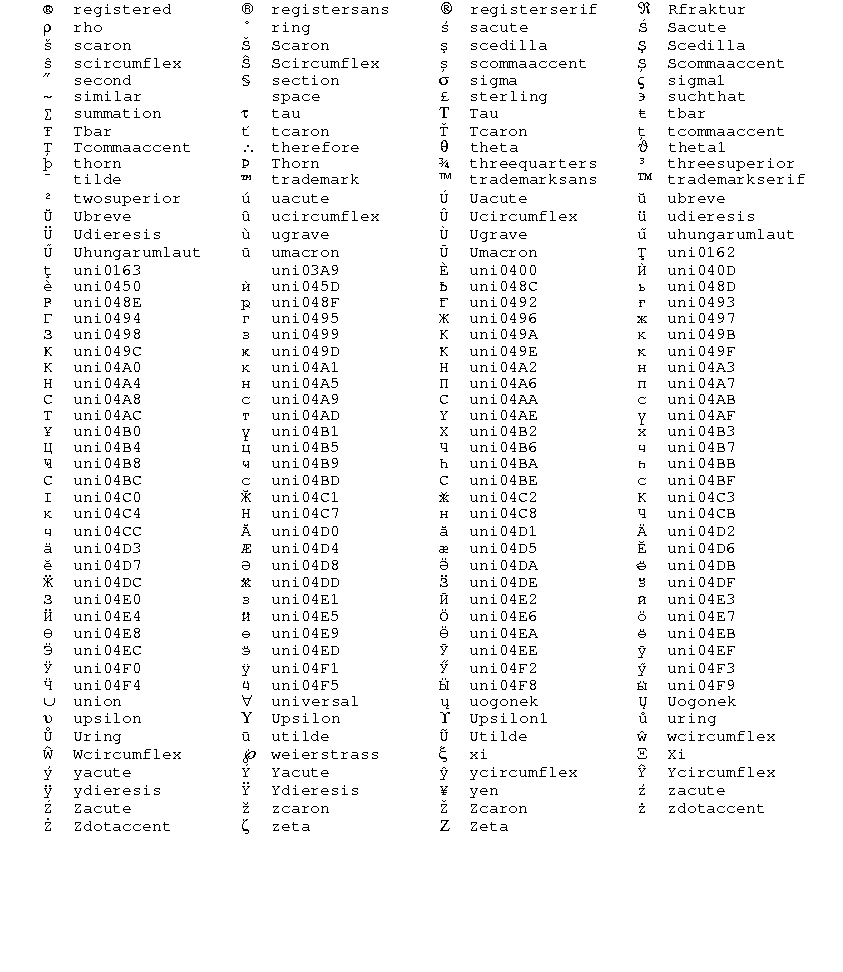 ® registered ® registersans ® registerserif ℜ Rfraktur
ρ rho ˚ ring ś sacute Ś Sacute
š scaron Š Scaron ş scedilla Ş Scedilla
ŝ scircumflex Ŝ Scircumflex ș scommaaccent Ș Scommaaccent
″ second § section σ sigma ς sigma1
~ similar space £ sterling ∋ suchthat
∑ summation τ tau Τ Tau ŧ tbar
Ŧ Tbar ť tcaron Ť Tcaron ţ tcommaaccent
Ţ Tcommaaccent ∴ therefore θ theta ϑ theta1
þ thorn Þ Thorn ¾ threequarters ³ threesuperior
˜ tilde ™ trademark ™ trademarksans ™ trademarkserif
² twosuperior ú uacute Ú Uacute ŭ ubreve
Ŭ Ubreve û ucircumflex Û Ucircumflex ü udieresis
Ü Udieresis ù ugrave Ù Ugrave ű uhungarumlaut
Ű Uhungarumlaut ū umacron Ū Umacron Ţ uni0162
ţ uni0163 uni03A9 Ѐ uni0400 Ѝ uni040D
ѐ uni0450 ѝ uni045D Ҍ uni048C ҍ uni048D
Ҏ uni048E ҏ uni048F Ғ uni0492 ғ uni0493
Ҕ uni0494 ҕ uni0495 Җ uni0496 җ uni0497
Ҙ uni0498 ҙ uni0499 Қ uni049A қ uni049B
Ҝ uni049C ҝ uni049D Ҟ uni049E ҟ uni049F
Ҡ uni04A0 ҡ uni04A1 Ң uni04A2 ң uni04A3
Ҥ uni04A4 ҥ uni04A5 Ҧ uni04A6 ҧ uni04A7
Ҩ uni04A8 ҩ uni04A9 Ҫ uni04AA ҫ uni04AB
Ҭ uni04AC ҭ uni04AD Ү uni04AE ү uni04AF
Ұ uni04B0 ұ uni04B1 Ҳ uni04B2 ҳ uni04B3
Ҵ uni04B4 ҵ uni04B5 Ҷ uni04B6 ҷ uni04B7
Ҹ uni04B8 ҹ uni04B9 Һ uni04BA һ uni04BB
Ҽ uni04BC ҽ uni04BD Ҿ uni04BE ҿ uni04BF
Ӏ uni04C0 Ӂ uni04C1 ӂ uni04C2 Ӄ uni04C3
ӄ uni04C4 Ӈ uni04C7 ӈ uni04C8 Ӌ uni04CB
ӌ uni04CC Ӑ uni04D0 ӑ uni04D1 Ӓ uni04D2
ӓ uni04D3 Ӕ uni04D4 ӕ uni04D5 Ӗ uni04D6
ӗ uni04D7 Ә uni04D8 Ӛ uni04DA ӛ uni04DB
Ӝ uni04DC ӝ uni04DD Ӟ uni04DE ӟ uni04DF
Ӡ uni04E0 ӡ uni04E1 Ӣ uni04E2 ӣ uni04E3
Ӥ uni04E4 ӥ uni04E5 Ӧ uni04E6 ӧ uni04E7
Ө uni04E8 ө uni04E9 Ӫ uni04EA ӫ uni04EB
Ӭ uni04EC ӭ uni04ED Ӯ uni04EE ӯ uni04EF
Ӱ uni04F0 ӱ uni04F1 Ӳ uni04F2 ӳ uni04F3
Ӵ uni04F4 ӵ uni04F5 Ӹ uni04F8 ӹ uni04F9
∪ union ∀ universal ų uogonek Ų Uogonek
υ upsilon Υ Upsilon ϒ Upsilon1 ů uring
Ů Uring ũ utilde Ũ Utilde ŵ wcircumflex
Ŵ Wcircumflex ℘ weierstrass ξ xi Ξ Xi
ý yacute Ý Yacute ŷ ycircumflex Ŷ Ycircumflex
ÿ ydieresis Ÿ Ydieresis ¥ yen ź zacute
Ź Zacute ž zcaron Ž Zcaron ż zdotaccent
Ż Zdotaccent ζ zeta Ζ Zeta